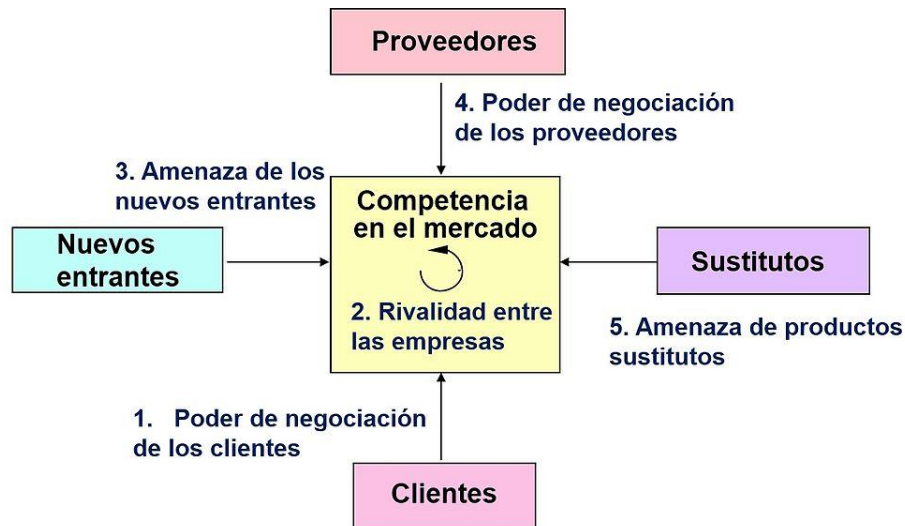 Proveedores
4. Poder de negociación
de los proveedores
3. Amenaza de los
nuevos entrantes
Competencia
en el mercado
Nuevos
entrantes
Sustitutos
2. Rivalidad entre
las empresas
5. Amenaza de productos
sustitutos
1. Poder de negociación
de los clientes
Clientes